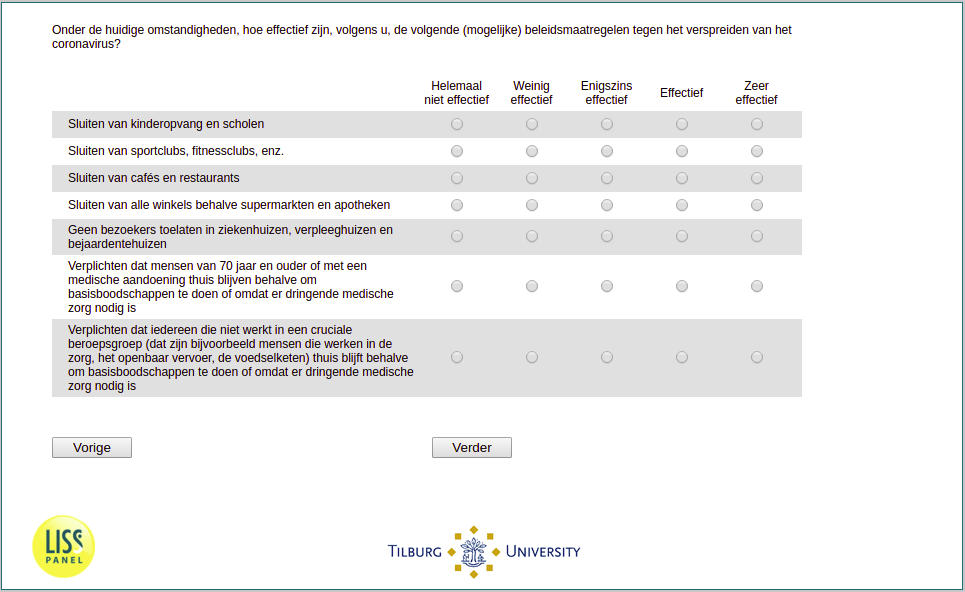 Onder de huidige omstandigheden, hoe effectief zijn, volgens u, de volgende (mogelijke) beleidsmaatregelen tegen het verspreiden van het
coronavirus?
Helemaal
niet effectief
Weinig
effectief
Enigszins
effectief
Effectief
Zeer
effectief
Sluiten van kinderopvang en scholen
Sluiten van sportclubs, fitnessclubs, enz.
Sluiten van cafés en restaurants
Sluiten van alle winkels behalve supermarkten en apotheken
Geen bezoekers toelaten in ziekenhuizen, verpleeghuizen en
bejaardentehuizen
Verplichten dat mensen van 70 jaar en ouder of met een
medische aandoening thuis blijven behalve om
basisboodschappen te doen of omdat er dringende medische
zorg nodig is
Verplichten dat iedereen die niet werkt in een cruciale
beroepsgroep (dat zijn bijvoorbeeld mensen die werken in de
zorg, het openbaar vervoer, de voedselketen) thuis blijft behalve
om basisboodschappen te doen of omdat er dringende medische
zorg nodig is
Vorige
Verder
LISS
PANEL
TILBURG UNIVERSITY